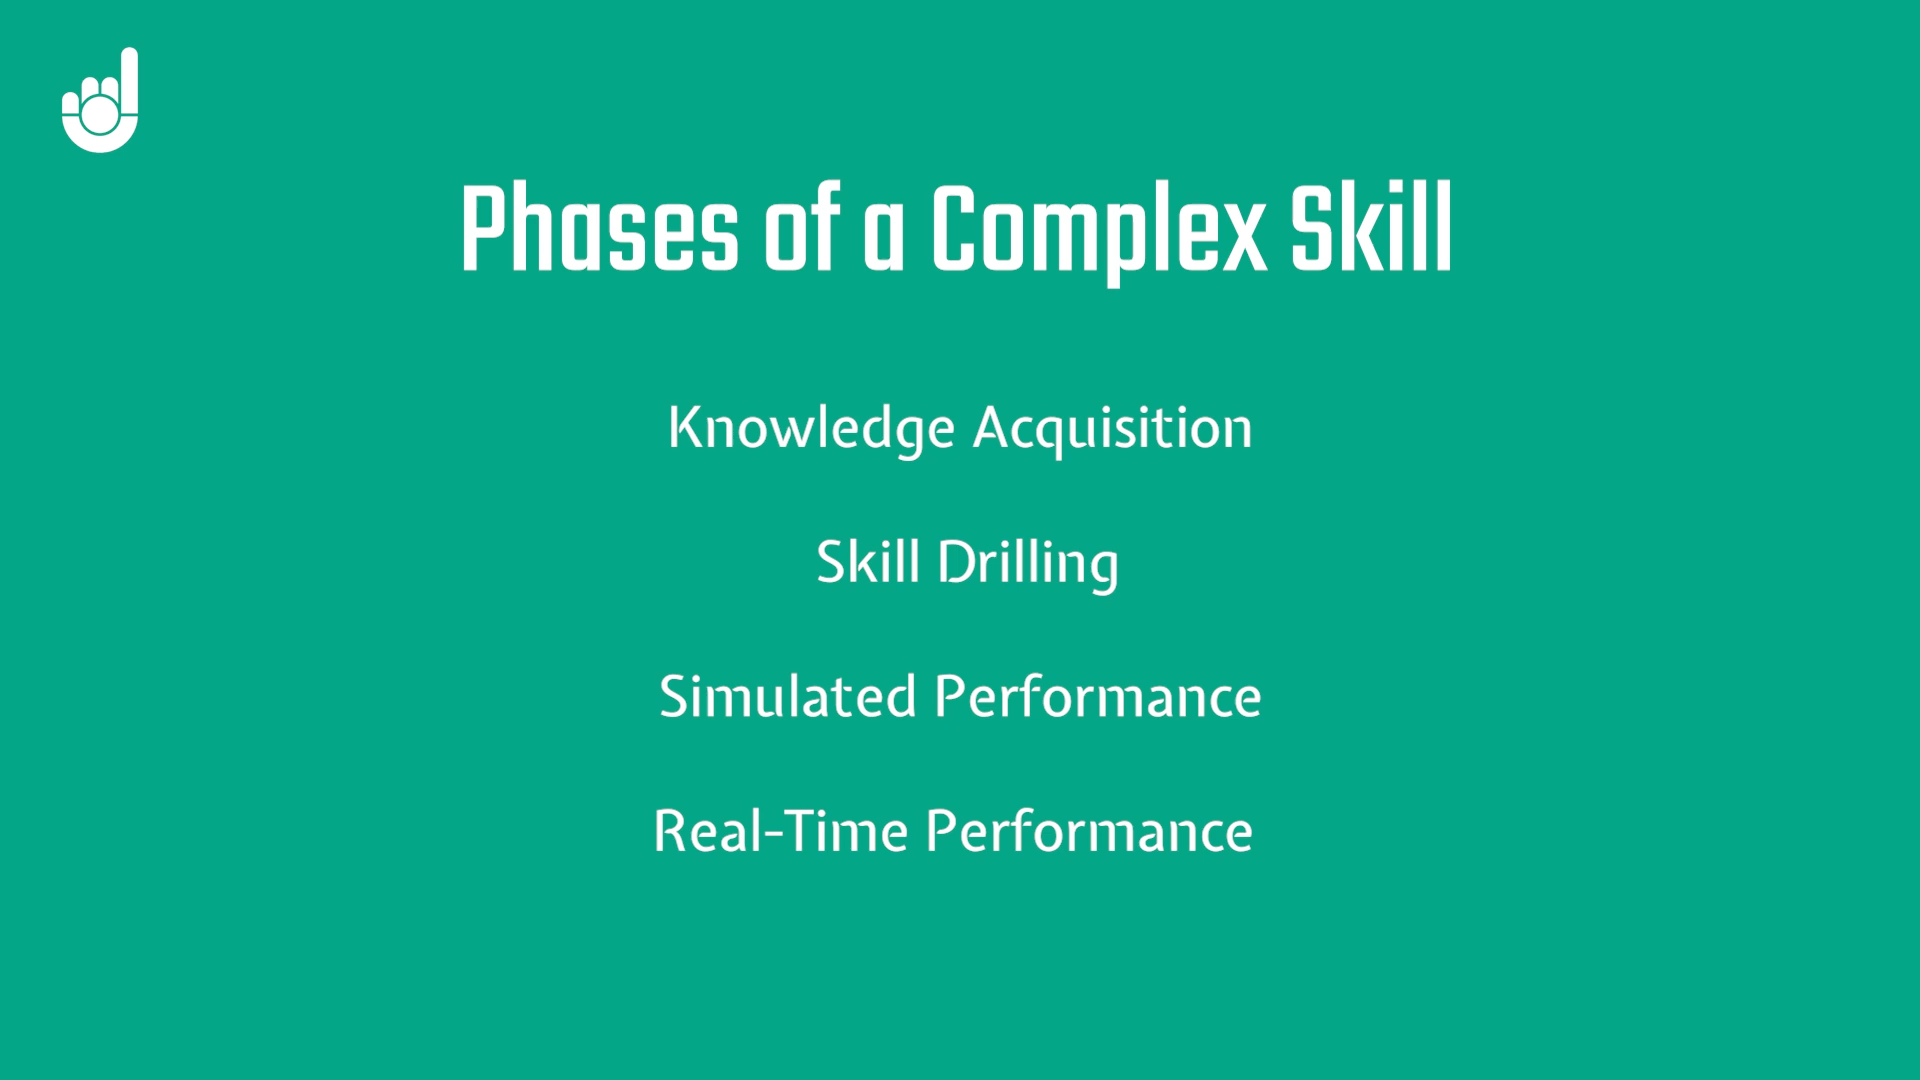 Phases of a Complex Skill
Knowledge Acquisition
Skill Drilling
Simulated Performance
Real-Time Performance